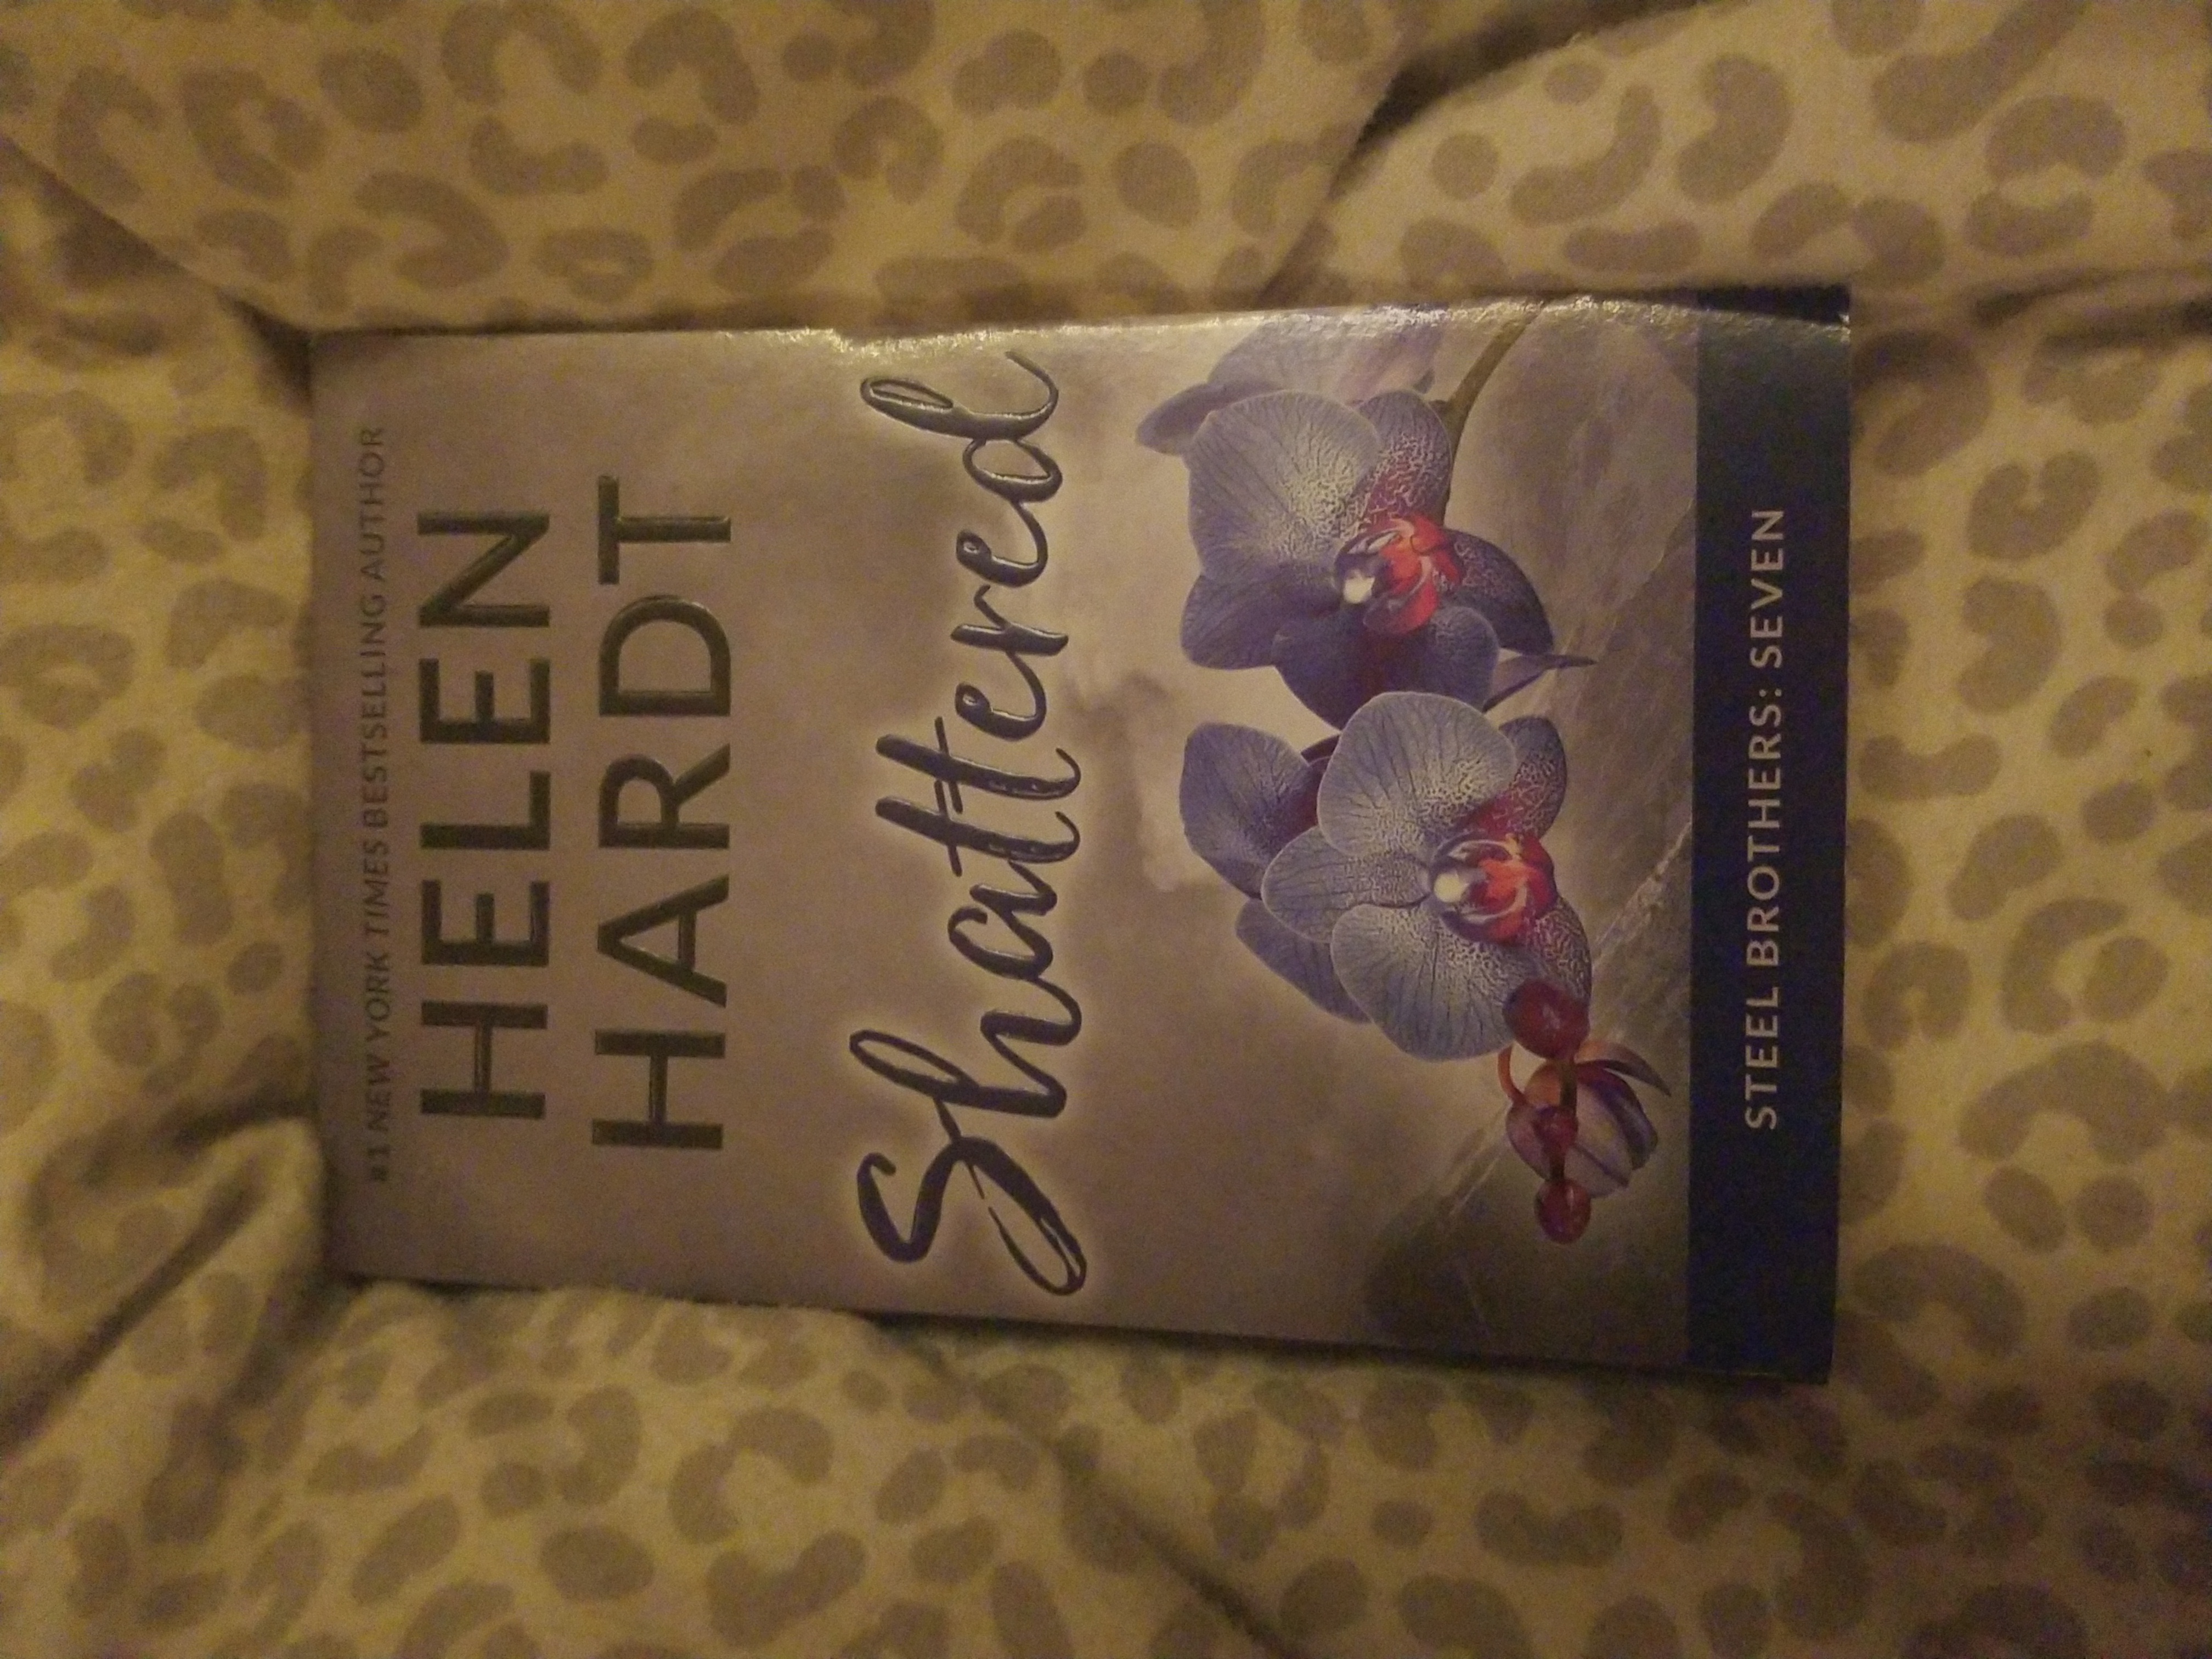 #1 NEW YORK TIMES BESTSELLING AUTHOR
HELEN
HARDT
Shattered
STEEL BROTHERS: SEVEN